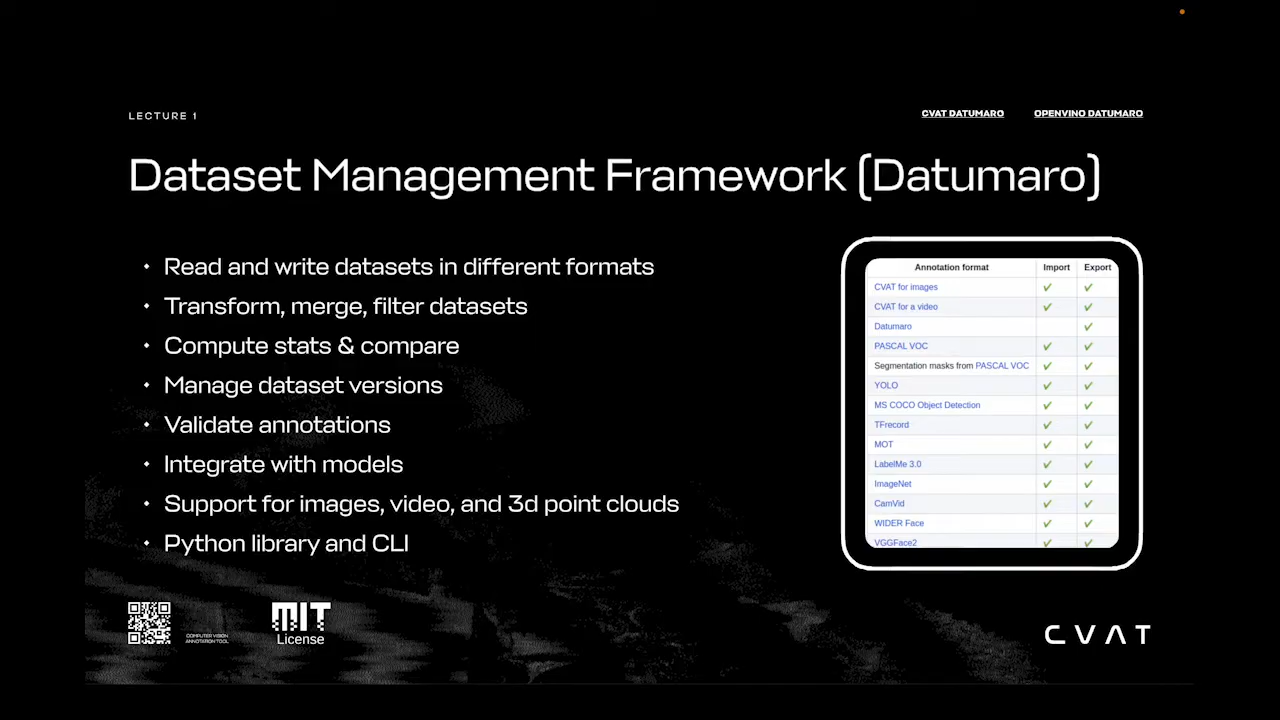 LECTURE 1
CVAT DATUMARO
OPENVINO DATUMARO
Dataset Management Framework (Datumaro)
• Read and write datasets in different formats
• Transform, merge, filter datasets
• Compute stats & compare
• Manage dataset versions
• Validate annotations
• Integrate with models
• Support for images, video, and 3d point clouds
• Python library and CLI
Annotation format Import Export
CVAT for images ✔ ✔
CVAT for a video ✔ ✔
Datumaro ✔
PASCAL VOC ✔ ✔
Segmentation masks from PASCAL VOC ✔ ✔
YOLO ✔ ✔
MS COCO Object Detection ✔ ✔
TFrecord ✔ ✔
MOT ✔ ✔
LabelMe 3.0 ✔ ✔
ImageNet ✔ ✔
CamVid ✔ ✔
WIDER Face ✔ ✔
VGGFace2 ✔ ✔
COMPUTER VISION
ANNOTATION TOOL
MIT
License
CVAT